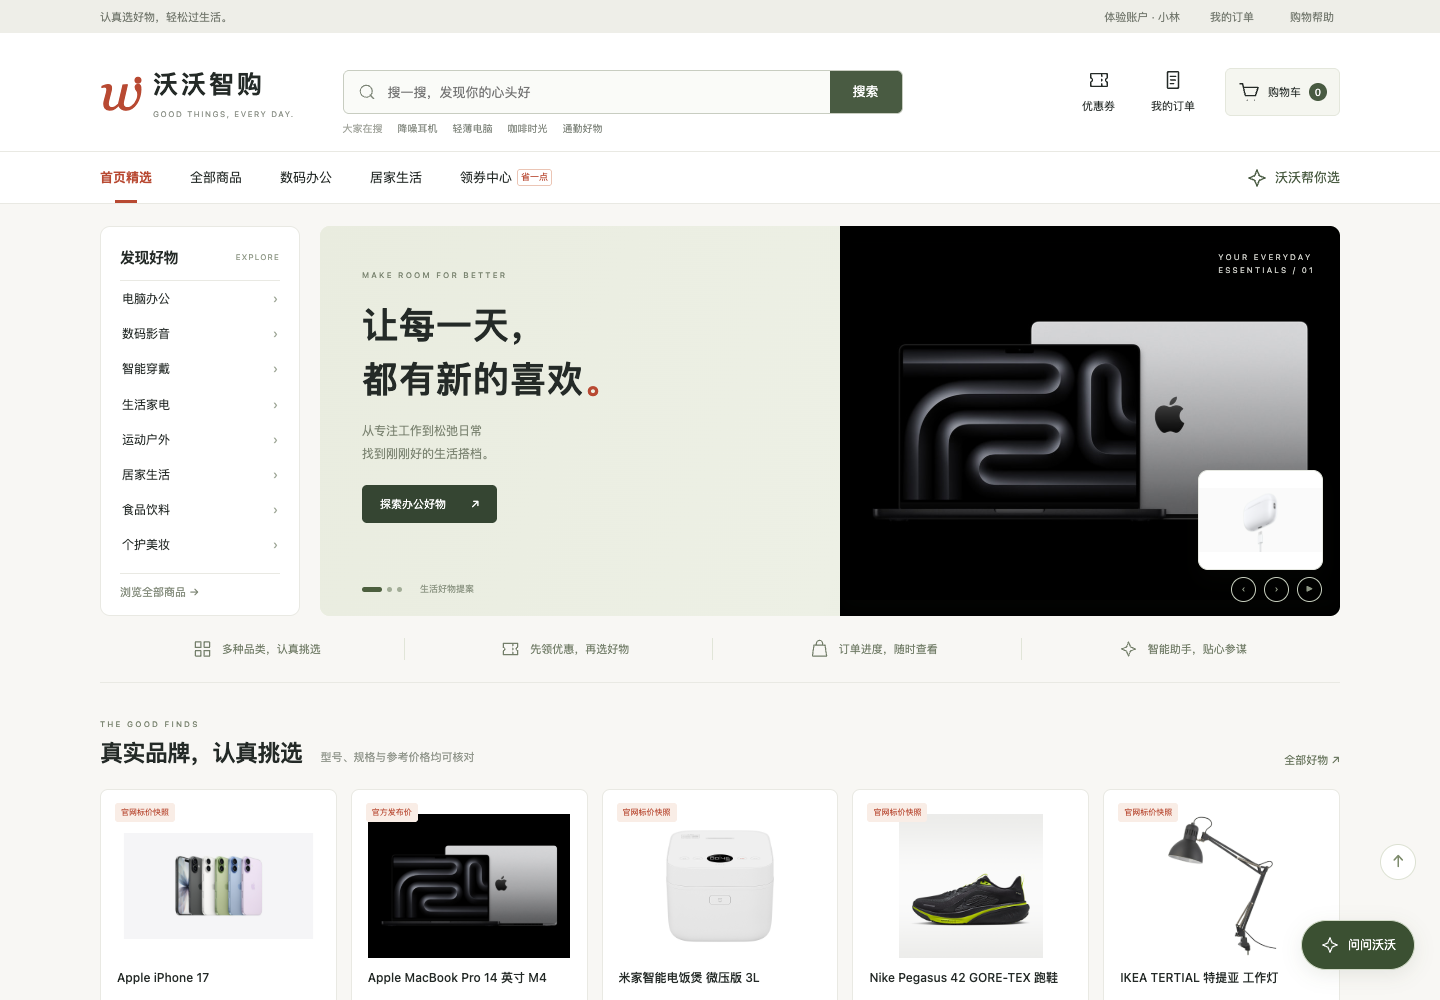 认真选好物，轻松过生活。
体验账户 · 小林
我的订单
购物帮助
沃沃智购
GOOD THINGS, EVERY DAY.
搜一搜，发现你的心头好
搜索
大家在搜 降噪耳机 轻薄电脑 咖啡时光 通勤好物
优惠券
我的订单
购物车 0
首页精选
全部商品
数码办公
居家生活
领券中心 省一点
沃沃帮你选
发现好物 EXPLORE
电脑办公
数码影音
智能穿戴
生活家电
运动户外
居家生活
食品饮料
个护美妆
浏览全部商品 →
MAKE ROOM FOR BETTER
让每一天，
都有新的喜欢。
从专注工作到松弛日常
找到刚刚好的生活搭档。
探索办公好物 ↗
生活好物提案
YOUR EVERYDAY
ESSENTIALS / 01
多种品类，认真挑选
先领优惠，再选好物
订单进度，随时查看
智能助手，贴心参谋
THE GOOD FINDS
真实品牌，认真挑选
型号、规格与参考价格均可核对
全部好物 ↗
官网标价快照
Apple iPhone 17
官方发布价
Apple MacBook Pro 14 英寸 M4
官网标价快照
米家智能电饭煲 微压版 3L
官网标价快照
Nike Pegasus 42 GORE-TEX 跑鞋
官网标价快照
IKEA TERTIAL 特提亚 工作灯
问问沃沃